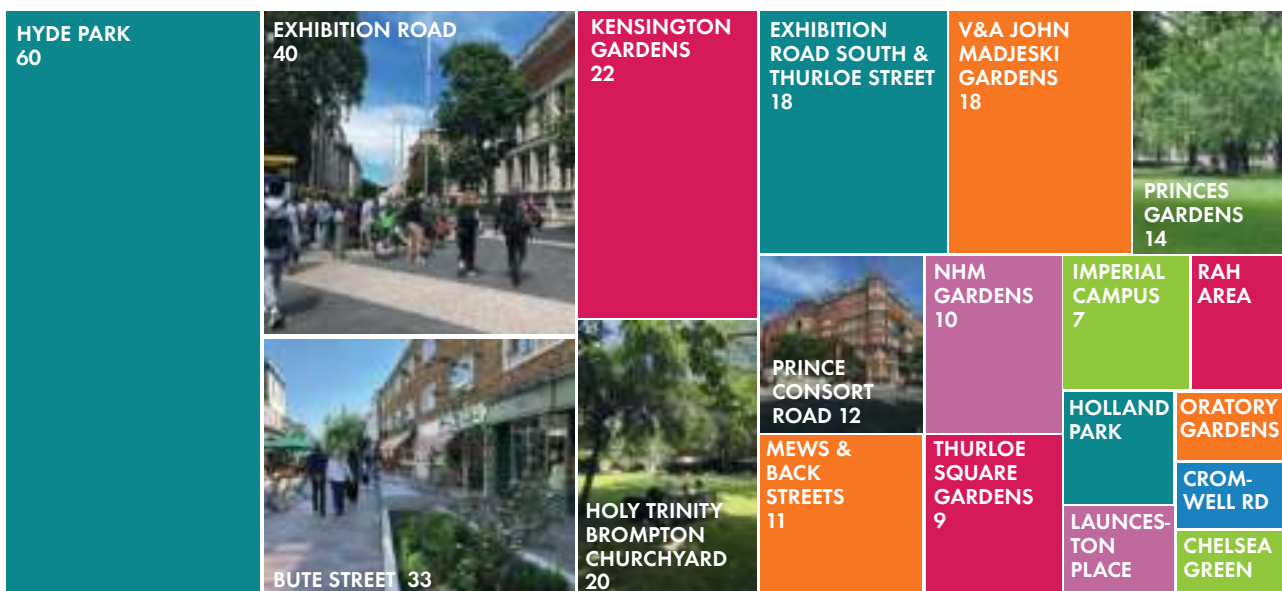 HYDE PARK
60
EXHIBITION ROAD
40
BUTE STREET 33
KENSINGTON
GARDENS
22
HOLY TRINITY
BROMPTON
CHURCHYARD
20
EXHIBITION
ROAD SOUTH &
THURLOE STREET
18
V&A JOHN
MADJESKI
GARDENS
18
PRINCES
GARDENS
14
PRINCE
CONSORT
ROAD 12
MEWS &
BACK
STREETS
11
NHM
GARDENS
10
THURLOE
SQUARE
GARDENS
9
IMPERIAL
CAMPUS
7
RAH
AREA
HOLLAND
PARK
LAUNCES-
TON
PLACE
ORATORY
GARDENS
CROM-
WELL RD
CHELSEA
GREEN